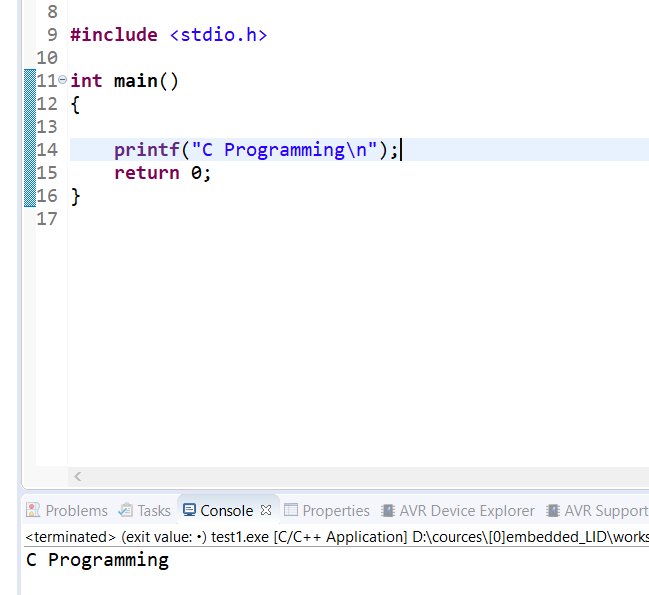 8
9 #include <stdio.h>
10
11 int main()
12 {
13
14 printf("C Programming\n");
15 return 0;
16 }
17
Problems Tasks Console Properties AVR Device Explorer AVR Support
<terminated> (exit value: •) test1.exe [C/C++ Application] D:\cources\[0]embedded_LID\works
C Programming